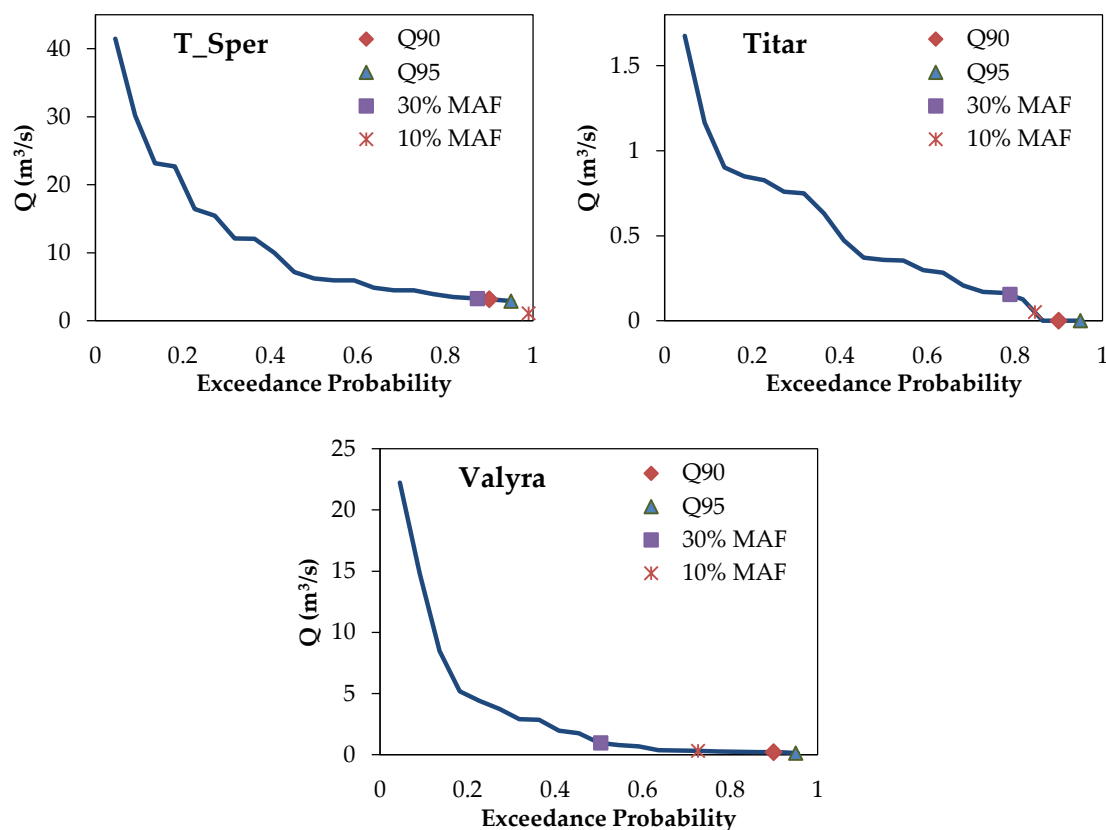 T_Sper
Q90
Q95
30% MAF
10% MAF
Q (m³/s)
40
30
20
10
0
0 0.2 0.4 0.6 0.8 1
Exceedance Probability
Titar
Q90
Q95
30% MAF
10% MAF
Q (m³/s)
1.5
1
0.5
0
0 0.2 0.4 0.6 0.8 1
Exceedance Probability
Valyra
Q90
Q95
30% MAF
10% MAF
Q (m³/s)
25
20
15
10
5
0
0 0.2 0.4 0.6 0.8 1
Exceedance Probability